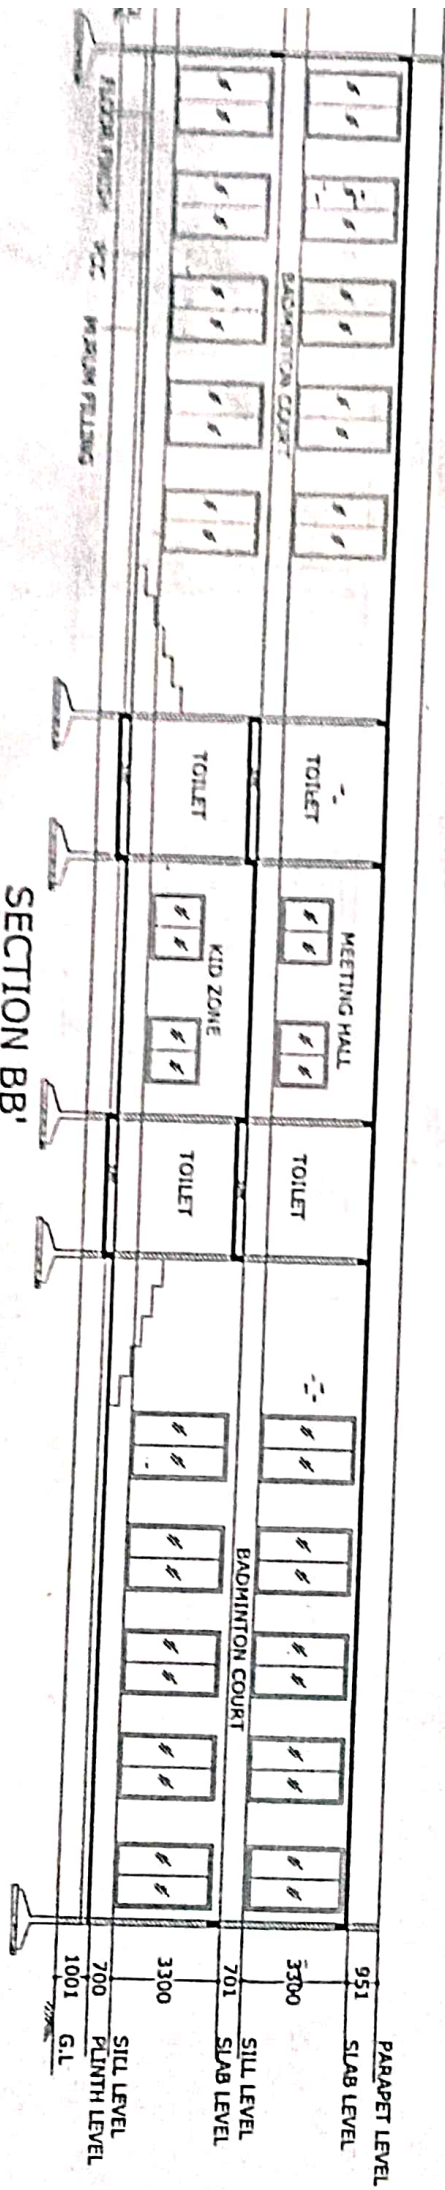 PARAPET LEVEL
951
SLAB LEVEL
BADMINTON COURT
TOILET
MEETING HALL
TOILET
BADMINTON COURT
3300
SILL LEVEL
701
SLAB LEVEL
TOILET
KID ZONE
TOILET
3300
SILL LEVEL
700
PLINTH LEVEL
1001
G.L
FLOOR FINISH
PCC
MURUM FILLING
SECTION BB'